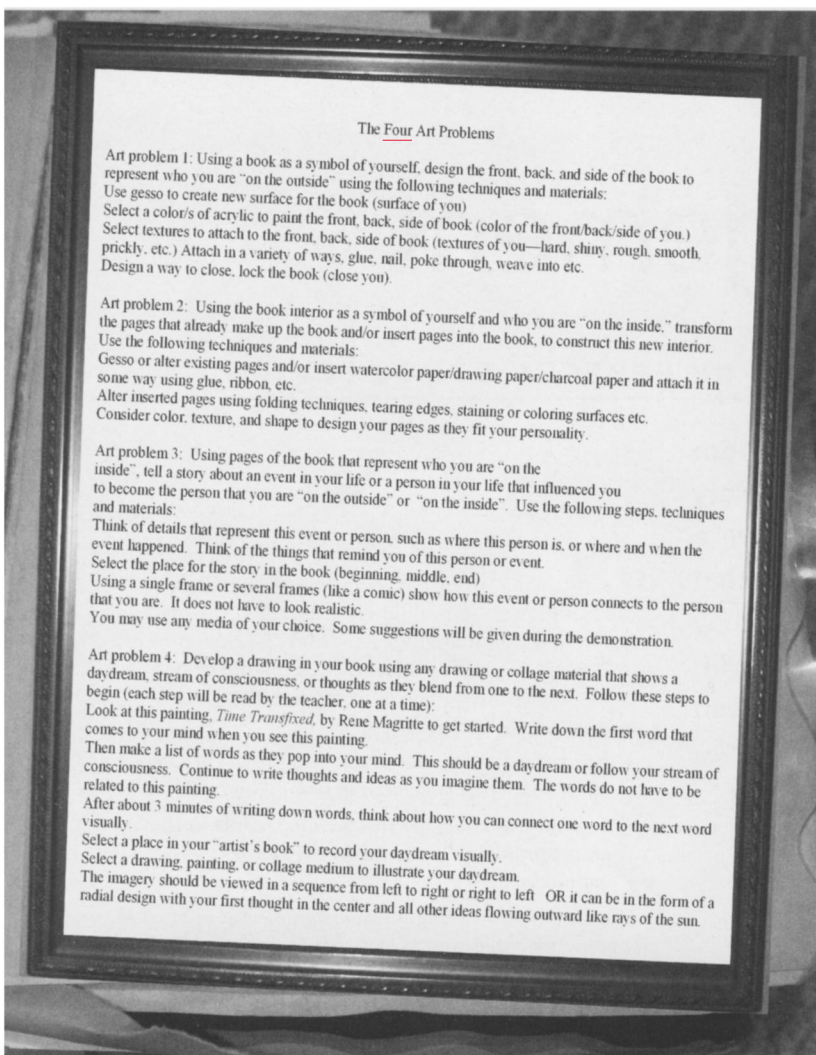 The Four Art Problems
Art problem 1: Using a book as a symbol of yourself, design the front, back, and side of the book to
represent who you are "on the outside" using the following techniques and materials:
Use gesso to create new surface for the book (surface of you)
Select a color/s of acrylic to paint the front, back, side of book (color of the front/back/side of you.)
Select textures to attach to the front, back, side of book (textures of you—hard, shiny, rough, smooth,
prickly, etc.) Attach in a variety of ways, glue, nail, poke through, weave into etc.
Design a way to close, lock the book (close you).
Art problem 2: Using the book interior as a symbol of yourself and who you are "on the inside," transform
the pages that already make up the book and/or insert pages into the book, to construct this new interior.
Use the following techniques and materials:
Gesso or alter existing pages and/or insert watercolor paper/drawing paper/charcoal paper and attach it in
some way using glue, ribbon, etc.
Alter inserted pages using folding techniques, tearing edges, staining or coloring surfaces etc.
Consider color, texture, and shape to design your pages as they fit your personality.
Art problem 3: Using pages of the book that represent who you are "on the
inside", tell a story about an event in your life or a person in your life that influenced you
to become the person that you are "on the outside" or "on the inside". Use the following steps, techniques
and materials:
Think of details that represent this event or person, such as where this person is, or where and when the
event happened. Think of the things that remind you of this person or event.
Select the place for the story in the book (beginning, middle, end)
Using a single frame or several frames (like a comic) show how this event or person connects to the person
that you are. It does not have to look realistic.
You may use any media of your choice. Some suggestions will be given during the demonstration.
Art problem 4: Develop a drawing in your book using any drawing or collage material that shows a
daydream, stream of consciousness, or thoughts as they blend from one to the next. Follow these steps to
begin (each step will be read by the teacher, one at a time):
Look at this painting, Time Transfixed, by Rene Magritte to get started. Write down the first word that
comes to your mind when you see this painting.
Then make a list of words as they pop into your mind. This should be a daydream or follow your stream of
consciousness. Continue to write thoughts and ideas as you imagine them. The words do not have to be
related to this painting.
After about 3 minutes of writing down words, think about how you can connect one word to the next word
visually.
Select a place in your "artist's book" to record your daydream visually.
Select a drawing, painting, or collage medium to illustrate your daydream.
The imagery should be viewed in a sequence from left to right or right to left OR it can be in the form of a
radial design with your first thought in the center and all other ideas flowing outward like rays of the sun.